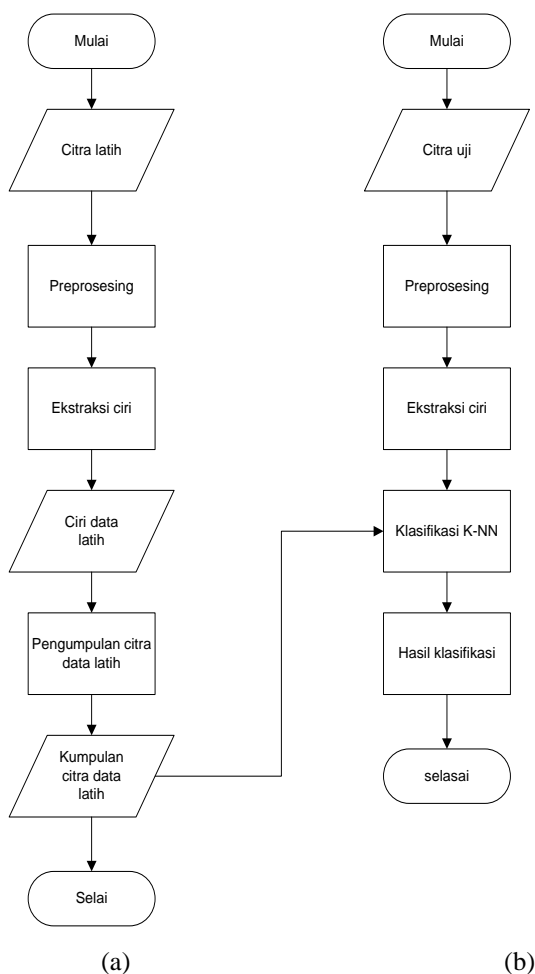 Mulai
Citra latih
Preprosesing
Ekstraksi ciri
Ciri data
latih
Pengumpulan citra
data latih
Kumpulan
citra data
latih
Selai
(a)
Mulai
Citra uji
Preprosesing
Ekstraksi ciri
Klasifikasi K-NN
Hasil klasifikasi
selasai
(b)